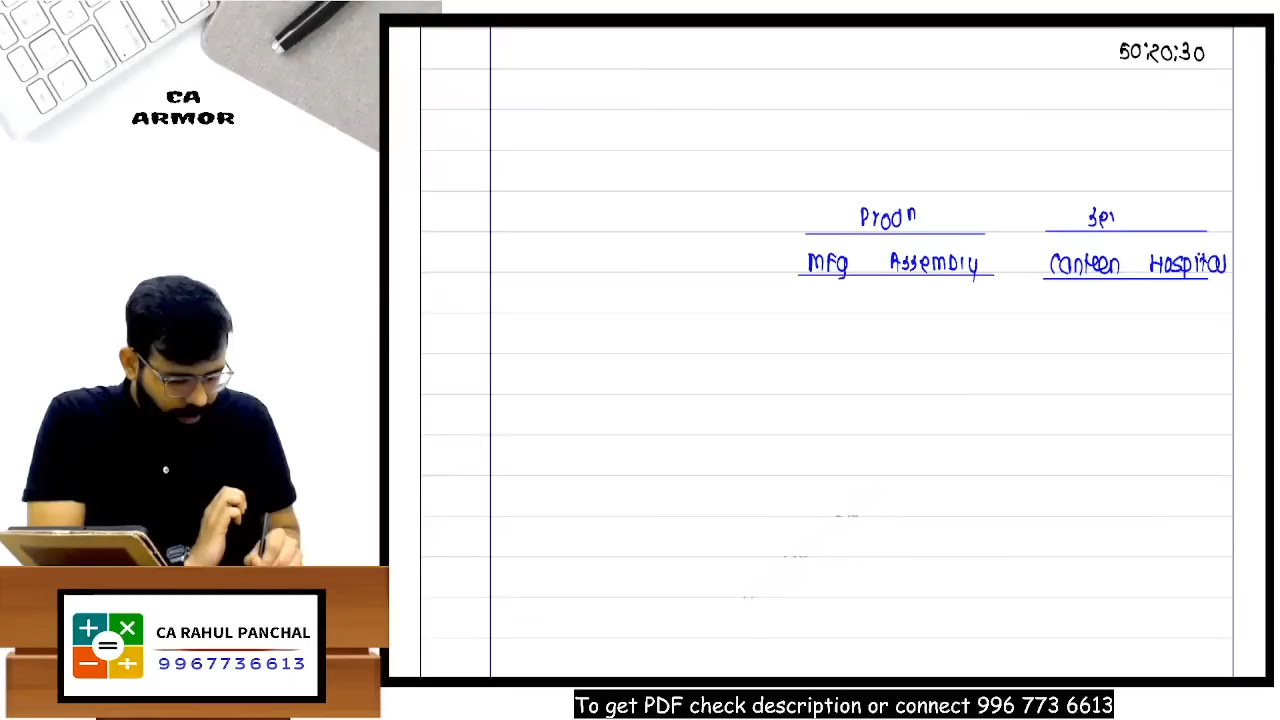 CA
ARMOR
50:20:30
Prodn Ser
Mfg Assembly Canteen Hospital
CA RAHUL PANCHAL
9967736613
To get PDF check description or connect 996 773 6613